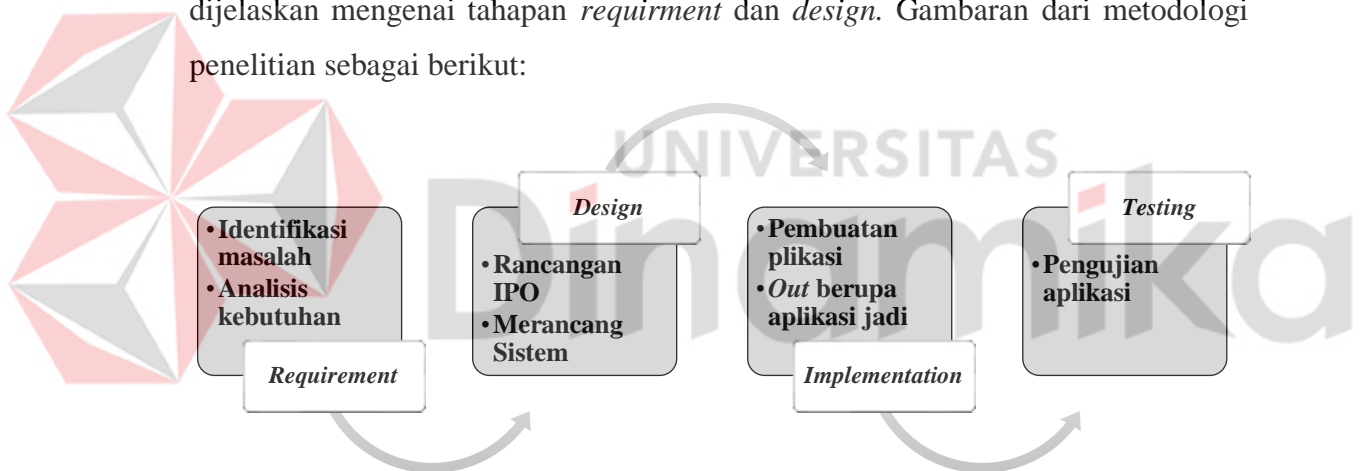 dijelaskan mengenai tahapan requirment dan design. Gambaran dari metodologi
penelitian sebagai berikut:
UNIVERSITAS
Dinamika
• Identifikasi
masalah
• Analisis
kebutuhan
Requirement
Design
• Rancangan
IPO
• Merancang
Sistem
• Pembuatan
plikasi
• Out berupa
aplikasi jadi
Implementation
Testing
• Pengujian
aplikasi